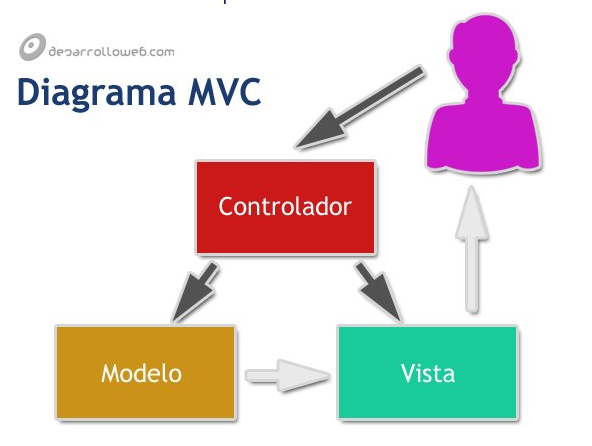 desarrolloweb.com
Diagrama MVC
Controlador
Modelo
Vista